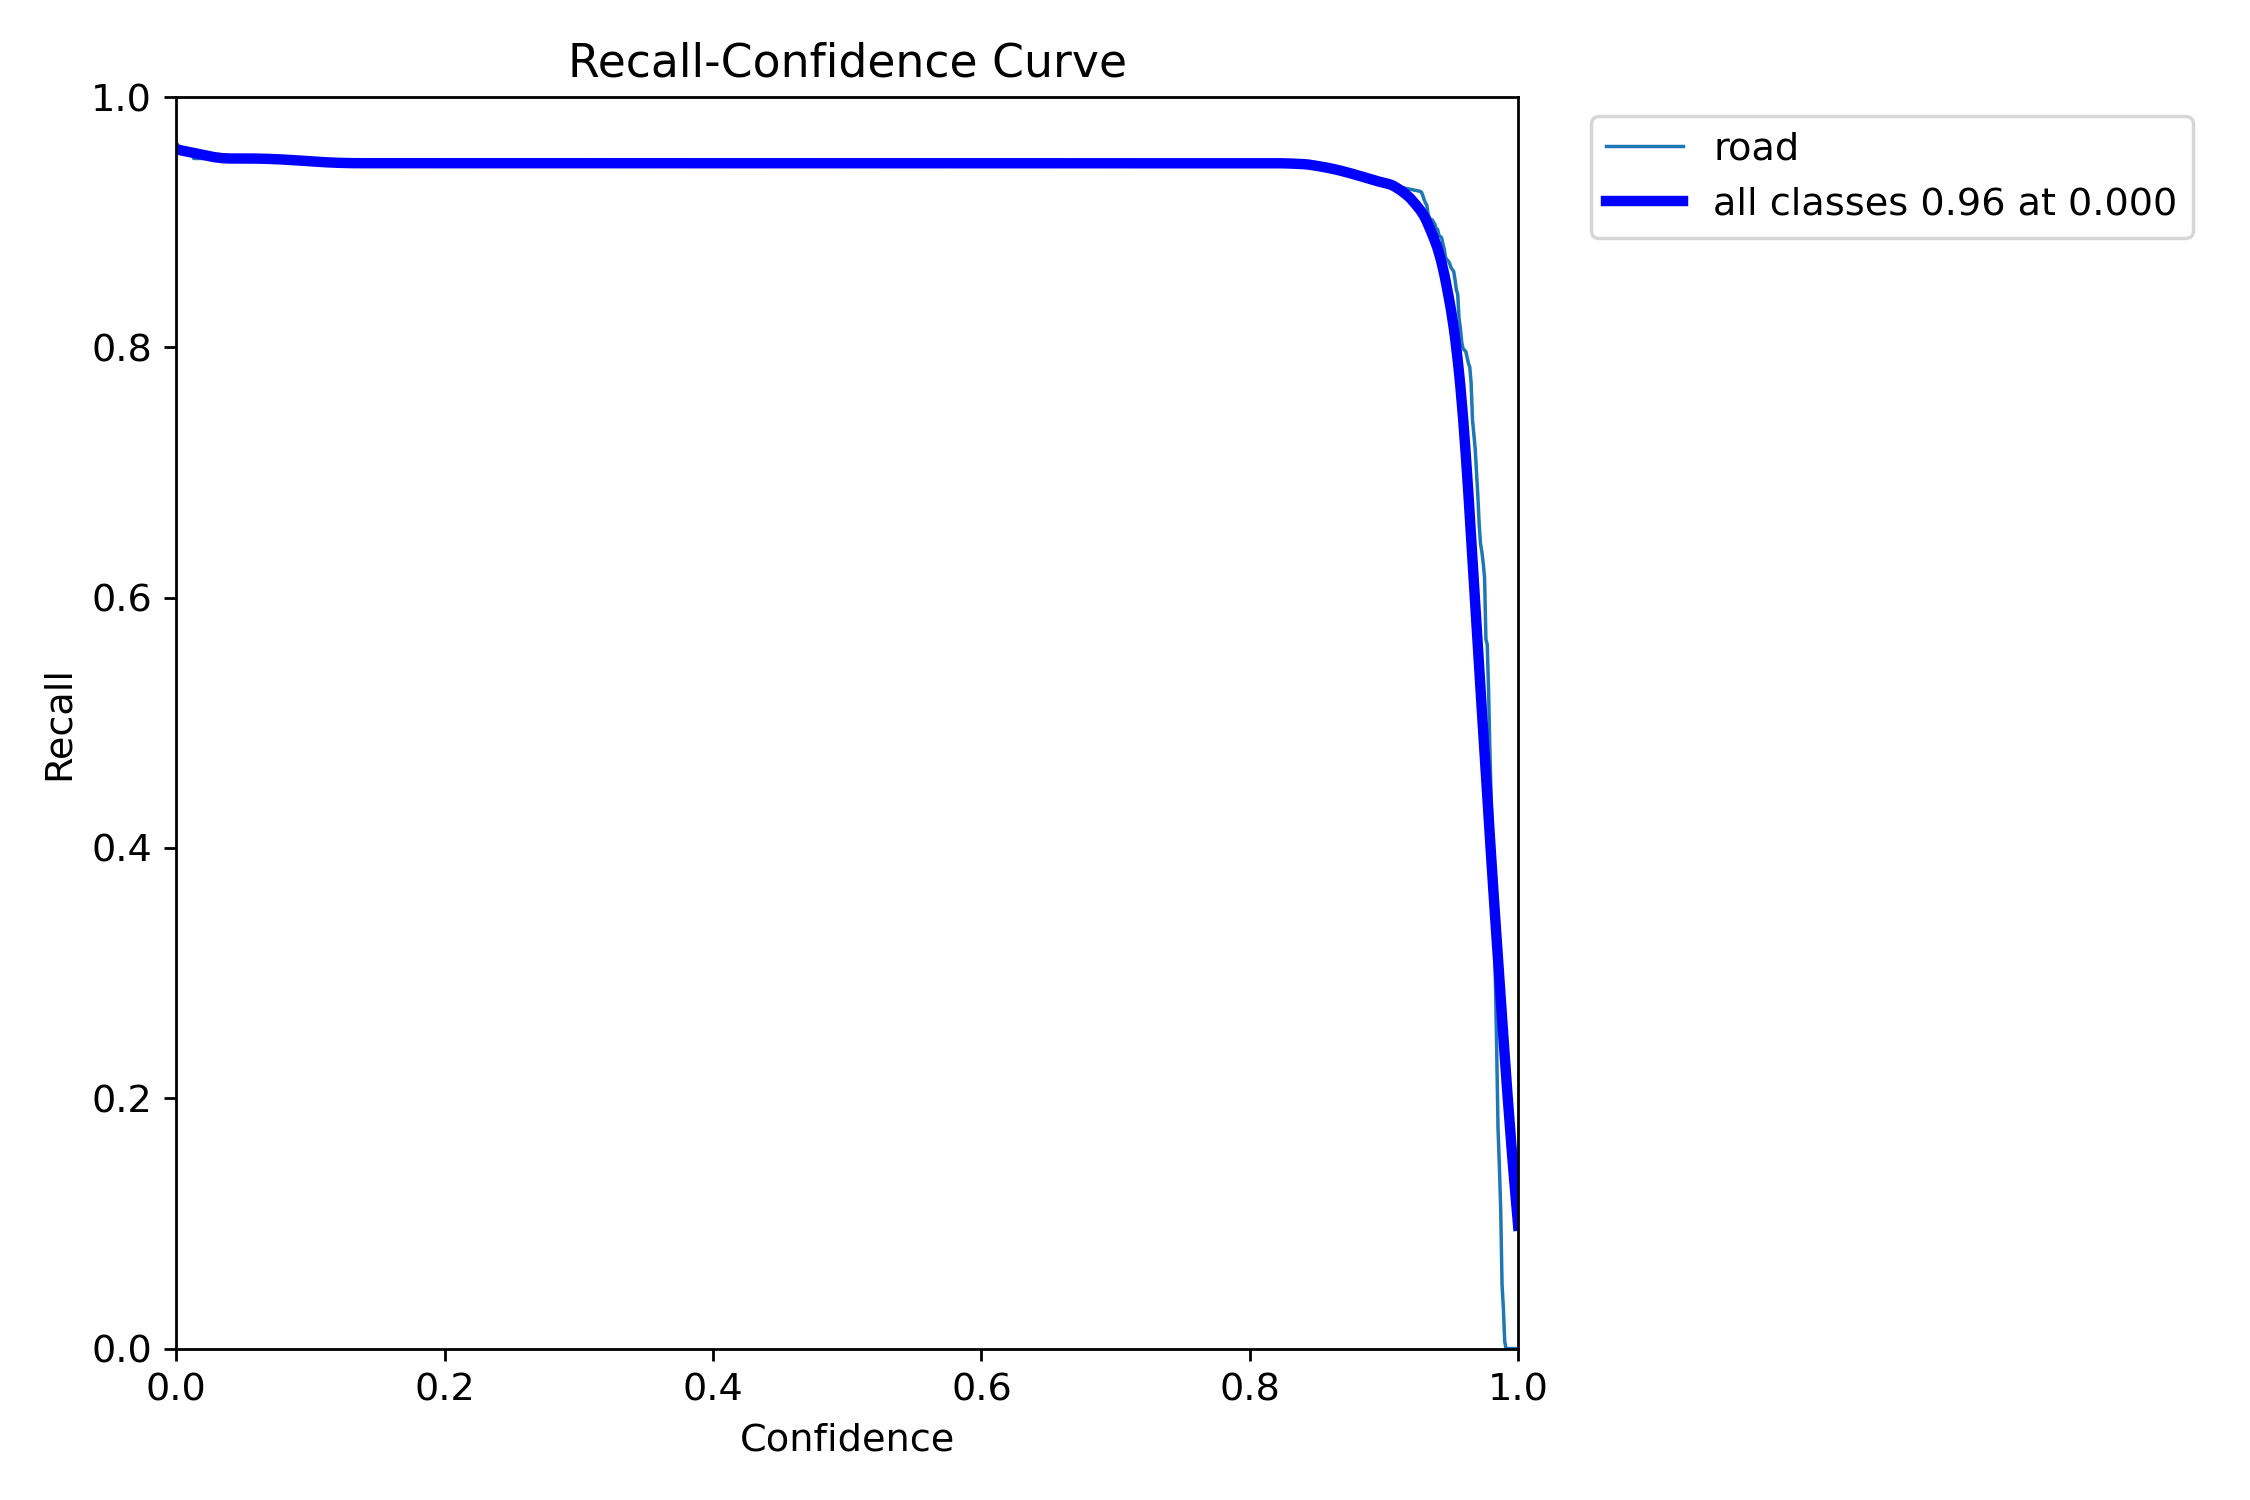 Recall-Confidence Curve
road
all classes 0.96 at 0.000
1.0
0.8
0.6
0.4
0.2
0.0
Recall
0.0 0.2 0.4 0.6 0.8 1.0
Confidence